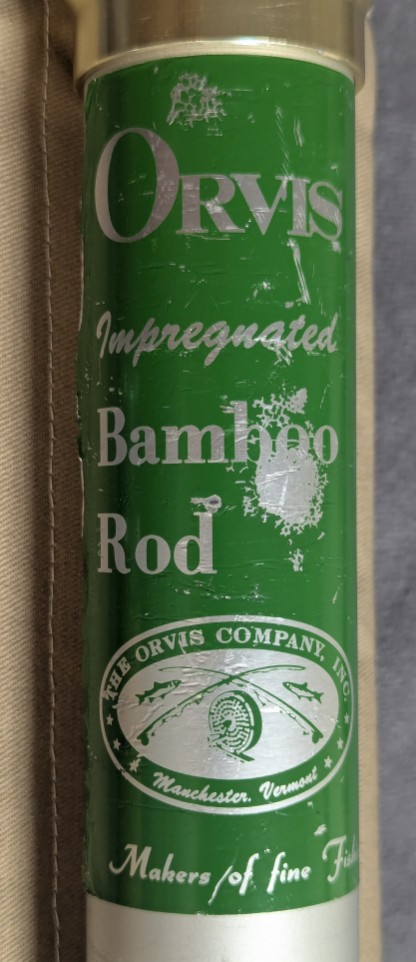 ORVIS
Impregnated
Bamboo
Rod
THE ORVIS COMPANY, INC.
Manchester, Vermont
Makers of fine